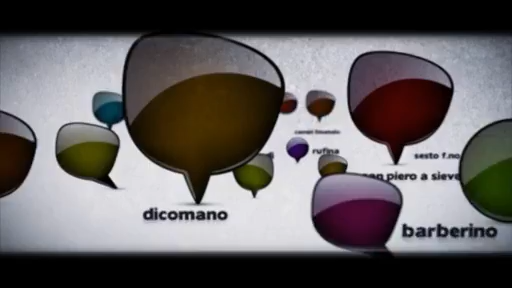 rufina
sesto f.no
san piero a sieve
dicomano
barberino